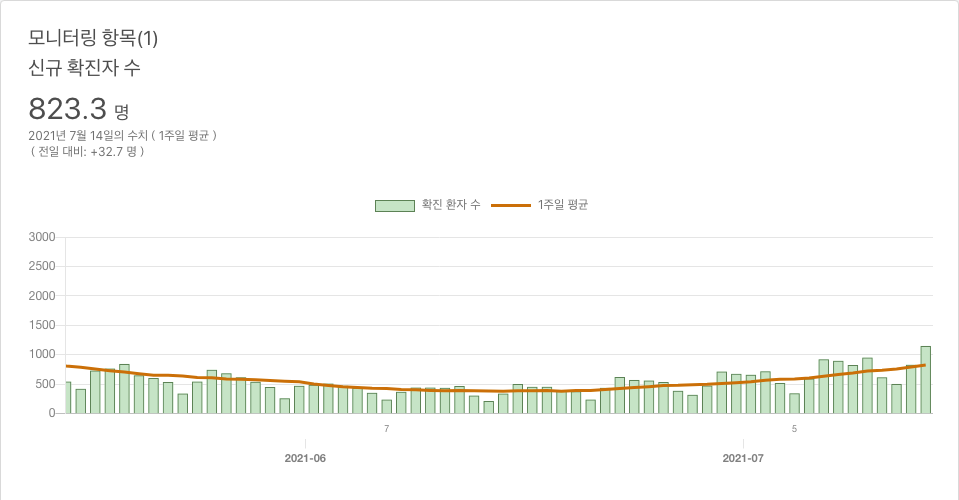 모니터링 항목(1)
신규 확진자 수
823.3 명
2021년 7월 14일의 수치 ( 1주일 평균 )
( 전일 대비: +32.7 명 )
확진 환자 수 1주일 평균
3000
2500
2000
1500
1000
500
0
7 5
2021-06 2021-07